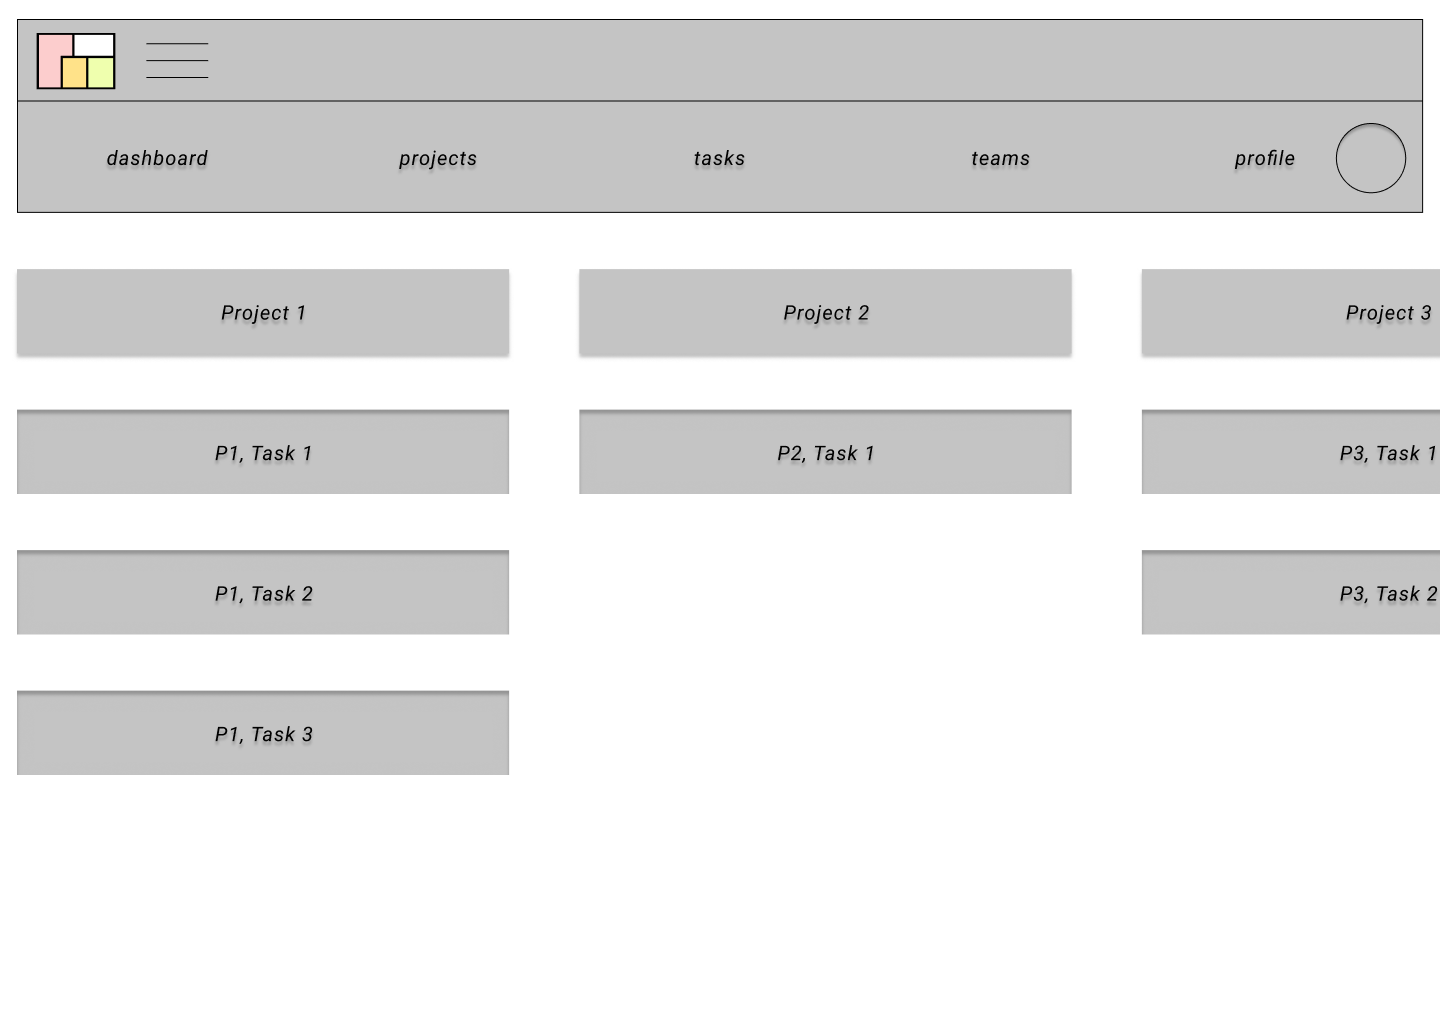 dashboard
projects
tasks
teams
profile
Project 1
Project 2
Project 3
P1, Task 1
P2, Task 1
P3, Task 1
P1, Task 2
P3, Task 2
P1, Task 3